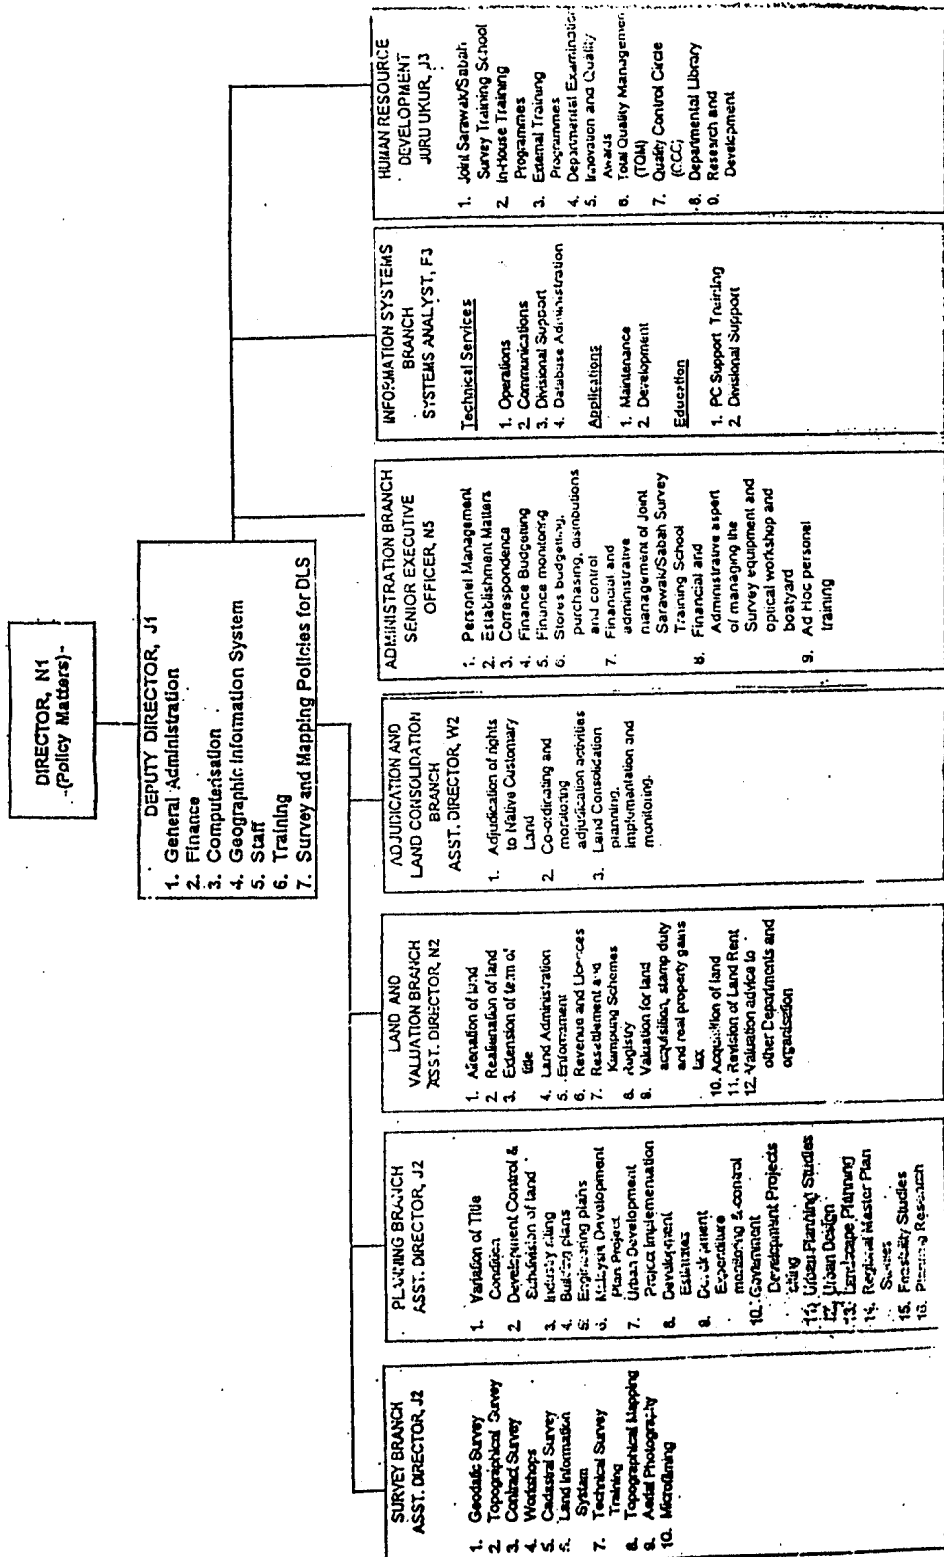 DIRECTOR, N1
-(Policy Matters)-
DEPUTY DIRECTOR, J1
1. General Administration
2. Finance
3. Computerisation
4. Geographic Information System
5. Staff
6. Training
7. Survey and Mapping Policies for DLS
SURVEY BRANCH
ASST. DIRECTOR, J2
1. Geodetic Survey
2. Topographical Survey
3. Contract Survey
4. Workshops
5. Cadastral Survey
6. Land Information
System
7. Technical Survey
Training
8. Topographical Mapping
9. Aerial Photography
10. Microfilming
PLANNING BRANCH
ASST. DIRECTOR, J2
1. Variation of Title
Condition
2. Development Control &
Subdivision of land
3. Industry siting
4. Building plans
5. Engineering plans
6. Malaysia Development
Plan Project
7. Urban Development
Project Implementation
8. Development
Estimates
9. Development
Expenditure
monitoring & control
10. Government
Development Projects
siting
11. Urban Planning Studies
12. Urban Design
13. Landscape Planning
14. Regional Master Plan
Studies
15. Feasibility Studies
16. Planning Research
LAND AND
VALUATION BRANCH
ASST. DIRECTOR, N2
1. Alienation of land
2. Realienation of land
3. Extension of term of
title
4. Land Administration
5. Enforcement
6. Revenue and Licences
7. Resettlement and
Kampung Schemes
8. Registry
9. Valuation for land
acquisition, stamp duty
and real property gains
tax
10. Acquisition of land
11. Revision of Land Rent
12. Valuation advice to
other Departments and
organisation
ADJUDICATION AND
LAND CONSOLIDATION
BRANCH
ASST. DIRECTOR, W2
1. Adjudication of rights
to Native Customary
Land
2. Co-ordinating and
monitoring
adjudication activities
3. Land Consolidation
planning,
implementation and
monitoring.
ADMINISTRATION BRANCH
SENIOR EXECUTIVE
OFFICER, N5
1. Personel Management
2. Establishment Matters
3. Correspondence
4. Finance Budgeting
5. Finance monitoring
6. Stores budgetting,
purchasing, distributions
and control
7. Financial and
administrative
management of Joint
Sarawak/Sabah Survey
Training School
8. Financial and
Administrative aspert
of managing the
Survey equipment and
optical workshop and
boatyard
9. Ad Hoc personel
training
INFORMATION SYSTEMS
BRANCH
SYSTEMS ANALYST, F3
Technical Services
1. Operations
2. Communications
3. Divisional Support
4. Database Administration
Applications
1. Maintenance
2. Development
Education
1. PC Support Training
2. Divisional Support
HUMAN RESOURCE
DEVELOPMENT
JURU UKUR, J3
1. Joint Sarawak/Sabah
Survey Training School
2. In-House Training
Programmes
3. External Training
Programmes
4. Departmental Examination
5. Innovation and Quality
Awards
6. Total Quality Managemen
(TQM)
7. Quality Control Circle
(QCC)
8. Departmental Library
9. Research and
Development